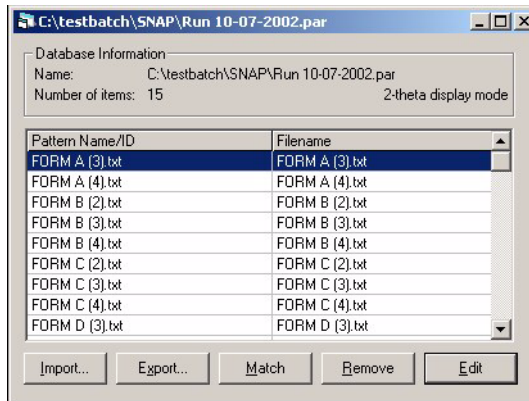 C:\testbatch\SNAP\Run 10-07-2002.par
Database Information
Name: C:\testbatch\SNAP\Run 10-07-2002.par
Number of items: 15 2-theta display mode
Pattern Name/ID Filename
FORM A (3).txt FORM A (3).txt
FORM A (4).txt FORM A (4).txt
FORM B (2).txt FORM B (2).txt
FORM B (3).txt FORM B (3).txt
FORM B (4).txt FORM B (4).txt
FORM C (2).txt FORM C (2).txt
FORM C (3).txt FORM C (3).txt
FORM C (4).txt FORM C (4).txt
FORM D (3).txt FORM D (3).txt
Import... Export... Match Remove Edit